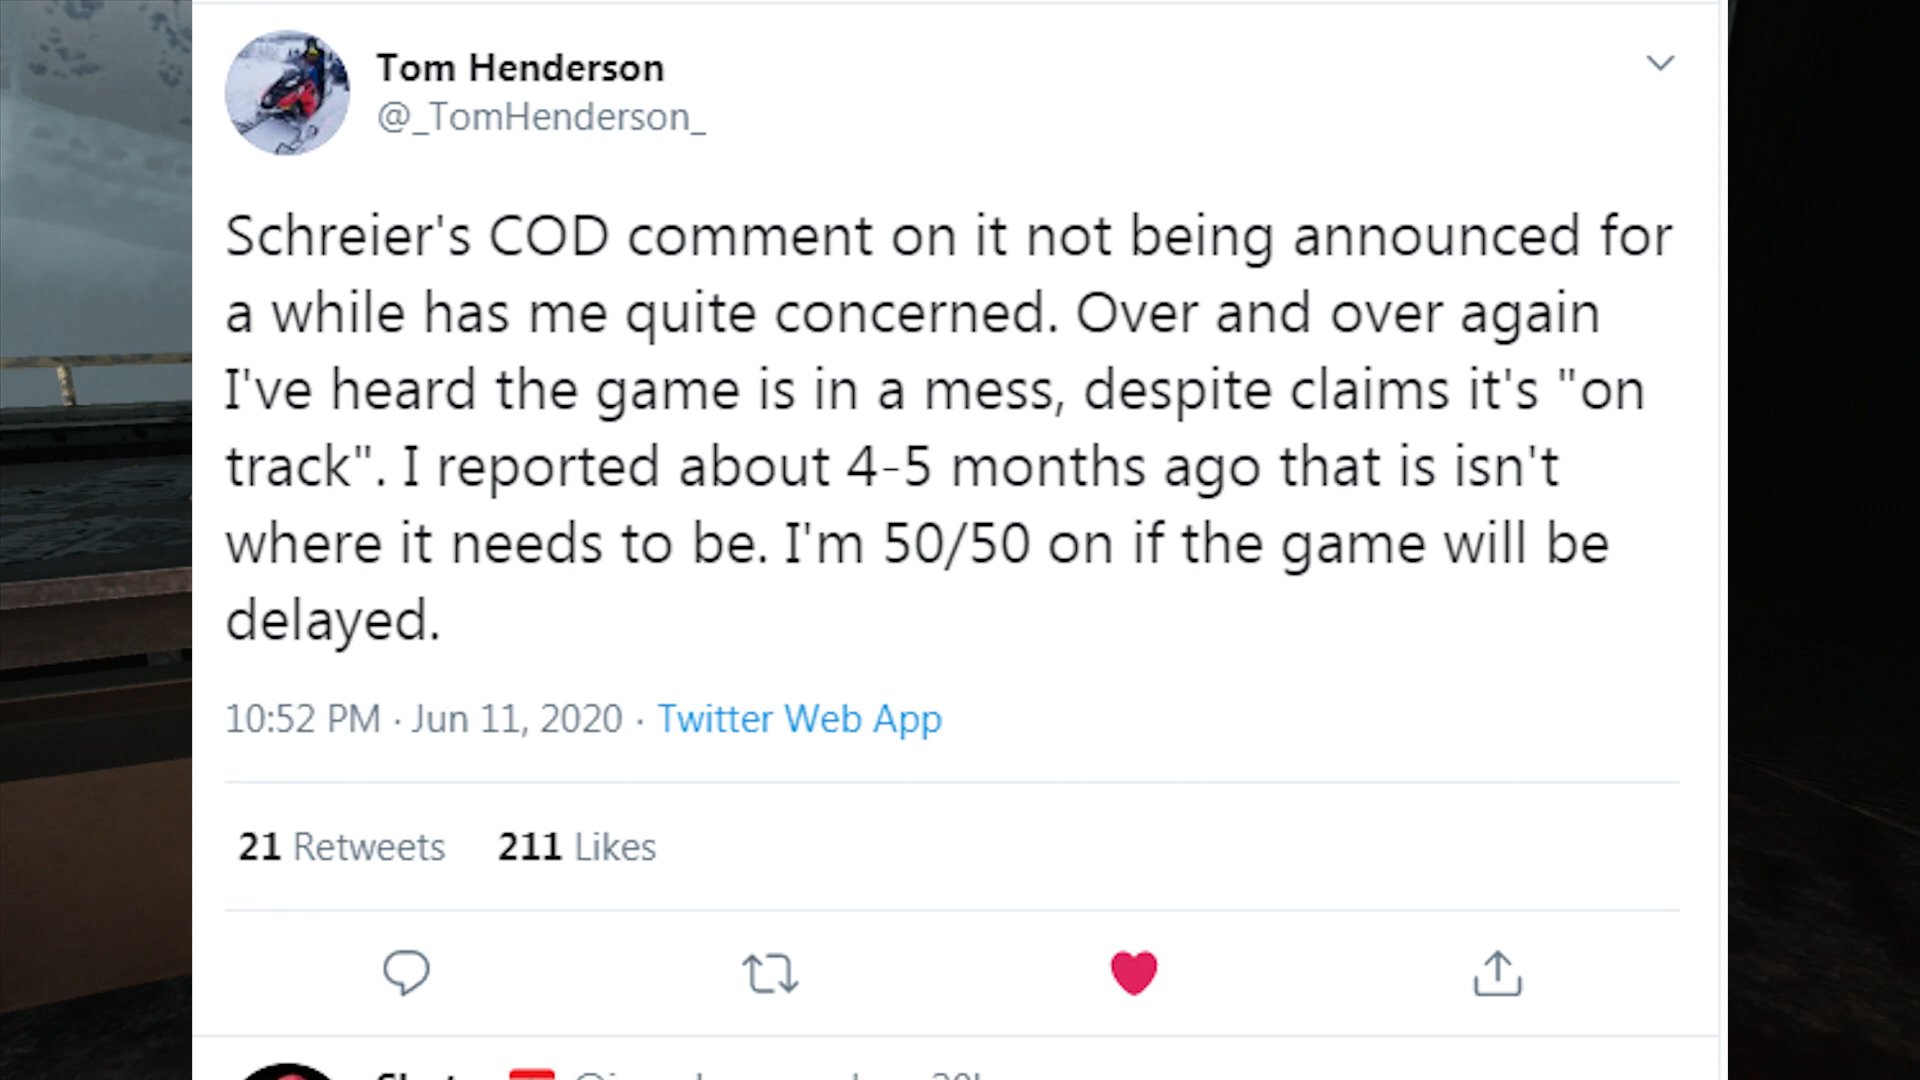 Tom Henderson
@_TomHenderson_
Schreier's COD comment on it not being announced for
a while has me quite concerned. Over and over again
I've heard the game is in a mess, despite claims it's "on
track". I reported about 4-5 months ago that is isn't
where it needs to be. I'm 50/50 on if the game will be
delayed.
10:52 PM · Jun 11, 2020 · Twitter Web App
21 Retweets 211 Likes